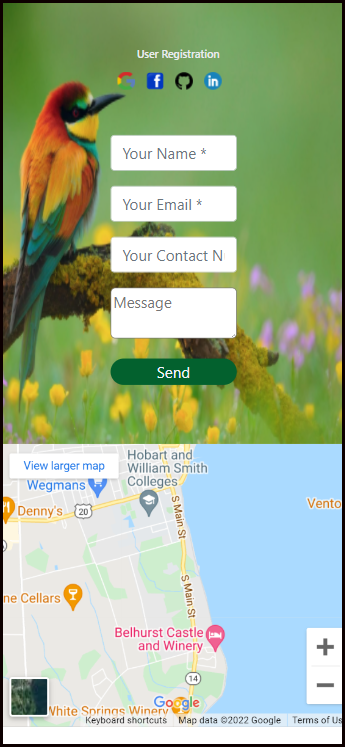 User Registration
Your Name *
Your Email *
Your Contact N
Message
Send
View larger map
Hobart and
William Smith
Colleges
Wegmans
Denny's
20
S Main St
Vento
S Main St
ne Cellars
Belhurst Castle
and Winery
14
White Springs Winery
Google
Keyboard shortcuts
Map data ©2022 Google
Terms of Us